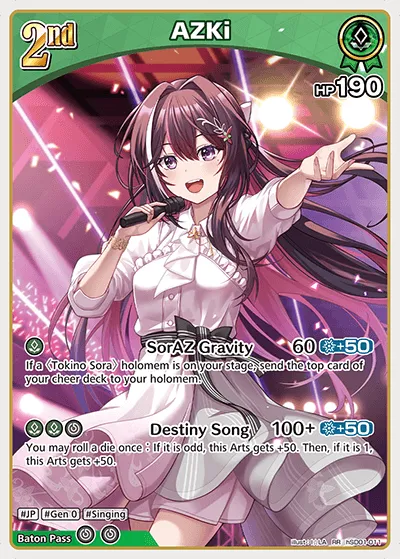 2nd
AZKi
HP190
SorAZ Gravity 60 +50
If a 〈Tokino Sora〉 holomem is on your stage, send the top card of
your cheer deck to your holomem.
Destiny Song 100+ +50
You may roll a die once : If it is odd, this Arts gets +50. Then, if it is 1,
this Arts gets +50.
#JP #Gen 0 #Singing
Baton Pass
RR hSD01-011